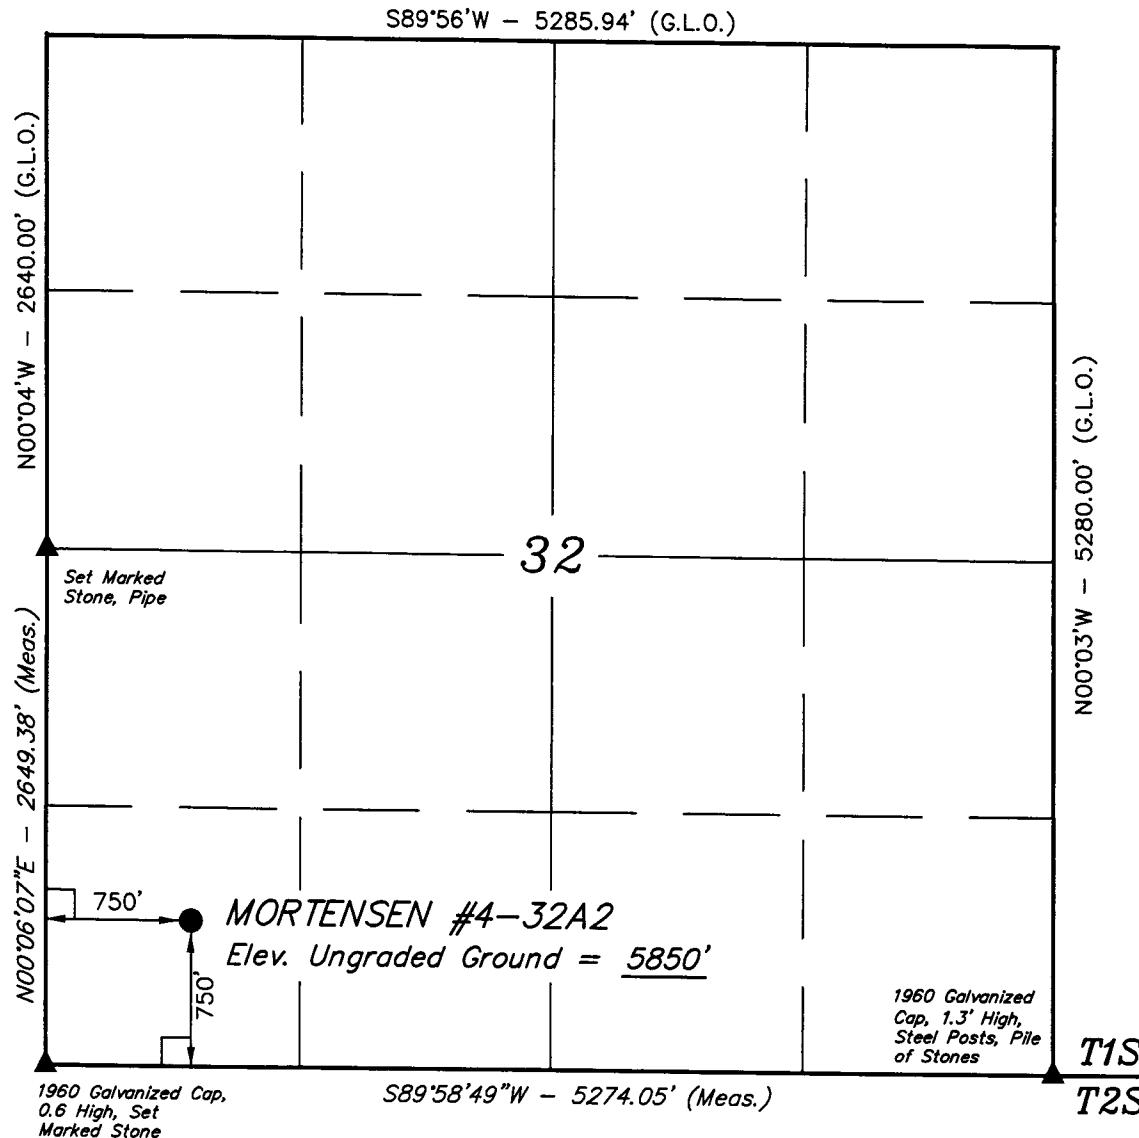 S89°56'W – 5285.94' (G.L.O.)
N00°04'W – 2640.00' (G.L.O.)
N00°03'W – 5280.00' (G.L.O.)
32
Set Marked
Stone, Pipe
N00°06'07"E – 2649.38' (Meas.)
750'
MORTENSEN #4-32A2
Elev. Ungraded Ground = 5850'
750'
1960 Galvanized
Cap, 1.3' High,
Steel Posts, Pile
of Stones
T1S
T2S
1960 Galvanized Cap,
0.6 High, Set
Marked Stone
S89°58'49"W – 5274.05' (Meas.)